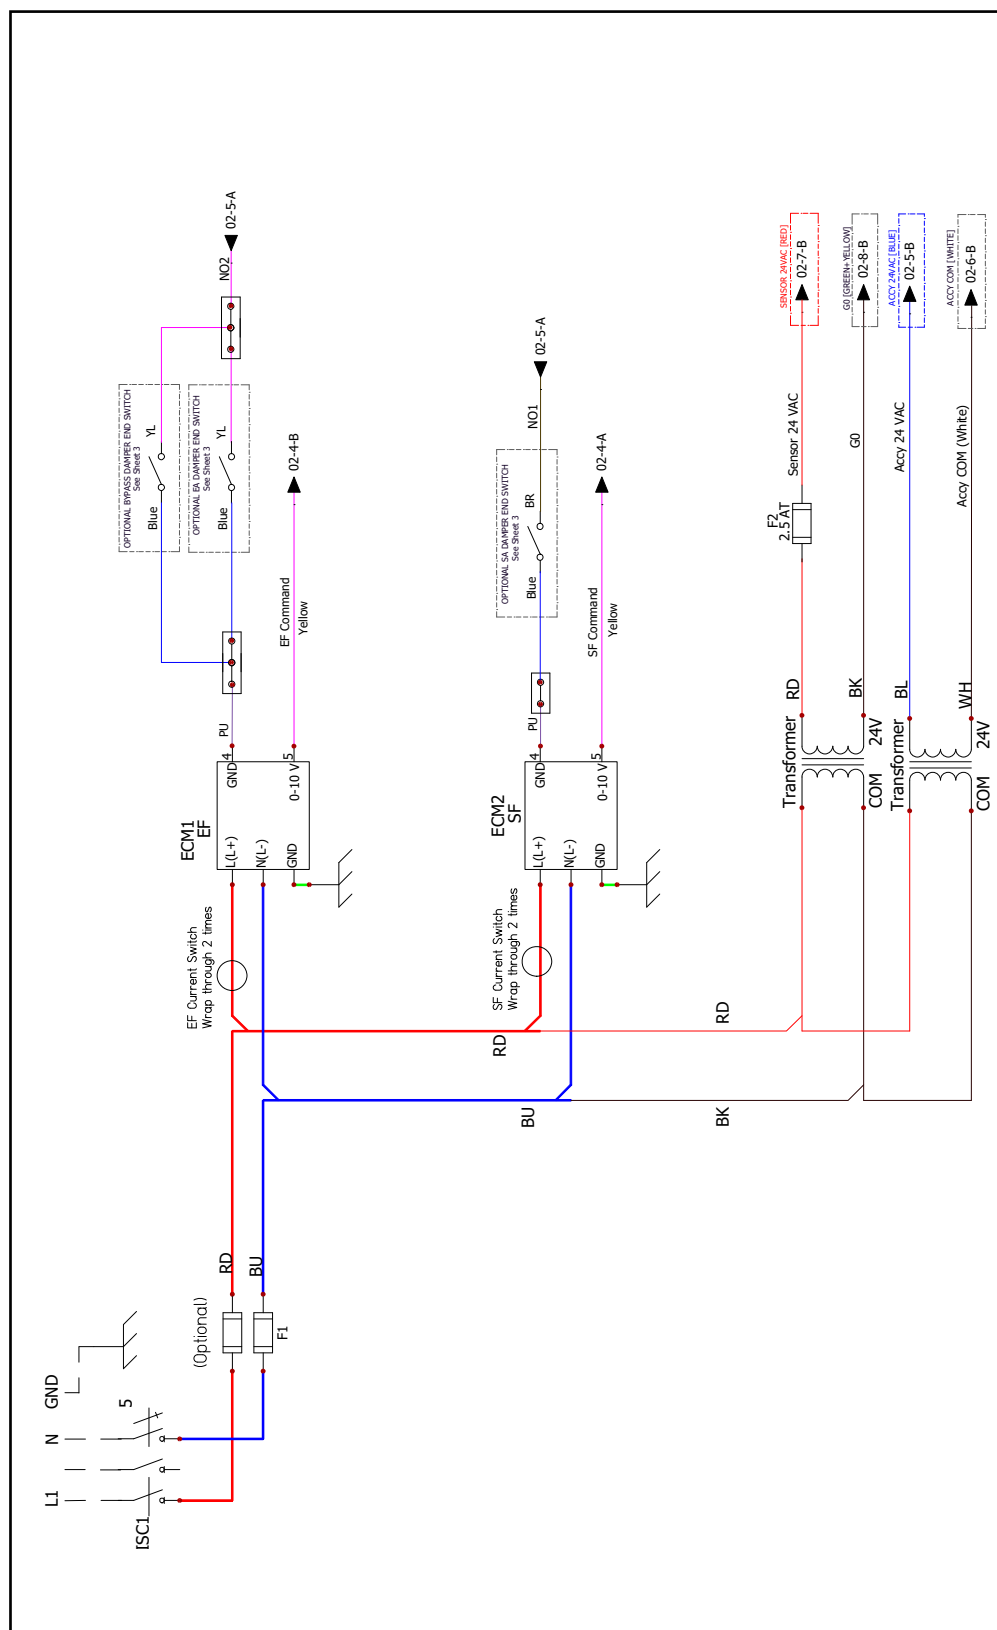 L1
N
GND
ISC1
5
(Optional)
F1
RD
BU
EF Current Switch
Wrap through 2 times
ECM1
EF
L(L+)
N(L-)
GND
GND
0-10 V
4
5
PU
EF Command
Yellow
02-4-B
OPTIONAL BYPASS DAMPER END SWITCH
See Sheet 3
Blue
YL
OPTIONAL EA DAMPER END SWITCH
See Sheet 3
Blue
YL
NO2
02-5-A
RD
BU
SF Current Switch
Wrap through 2 times
ECM2
SF
L(L+)
N(L-)
GND
GND
0-10 V
4
5
PU
SF Command
Yellow
02-4-A
OPTIONAL SA DAMPER END SWITCH
See Sheet 3
Blue
BR
NO1
02-5-A
RD
BK
Transformer
COM
24V
RD
BK
F2
2.5 AT
Sensor 24 VAC
G0
SENSOR 24VAC [RED]
02-7-B
G0 [GREEN+YELLOW]
02-8-B
Transformer
COM
24V
BL
WH
Accy 24 VAC
Accy COM (White)
ACCY 24VAC [BLUE]
02-5-B
ACCY COM [WHITE]
02-6-B